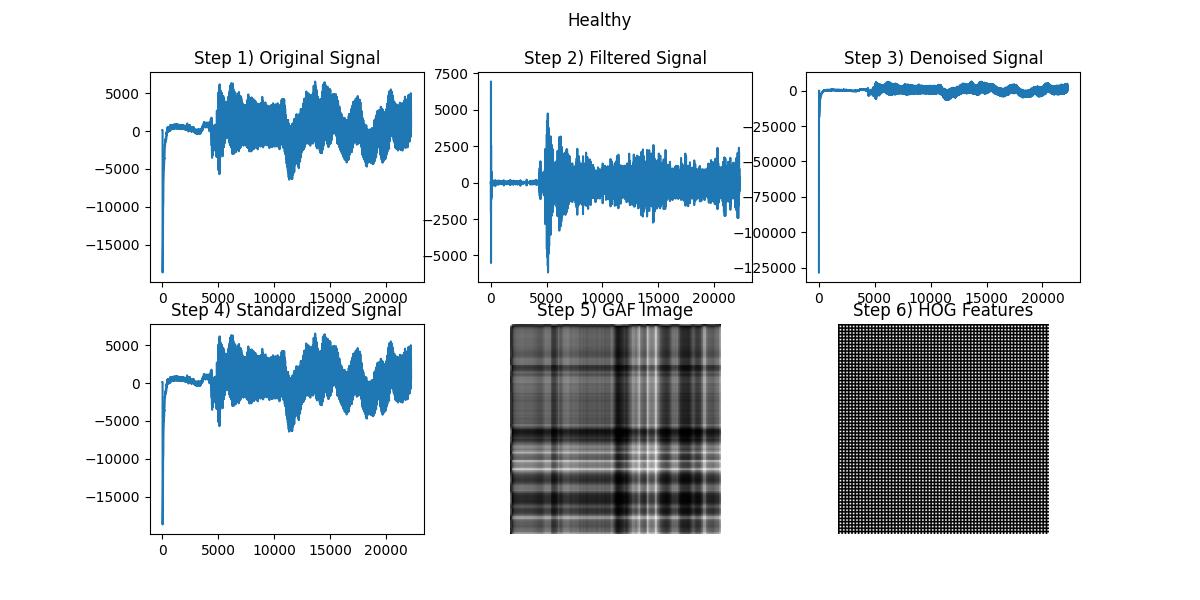 Healthy
Step 1) Original Signal
5000
0
−5000
−10000
−15000
0 5000 10000 15000 20000
Step 2) Filtered Signal
7500
5000
2500
0
−2500
−5000
0 5000 10000 15000 20000
Step 3) Denoised Signal
0
−25000
−50000
−75000
−100000
−125000
0 5000 10000 15000 20000
Step 4) Standardized Signal
5000
0
−5000
−10000
−15000
0 5000 10000 15000 20000
Step 5) GAF Image
Step 6) HOG Features